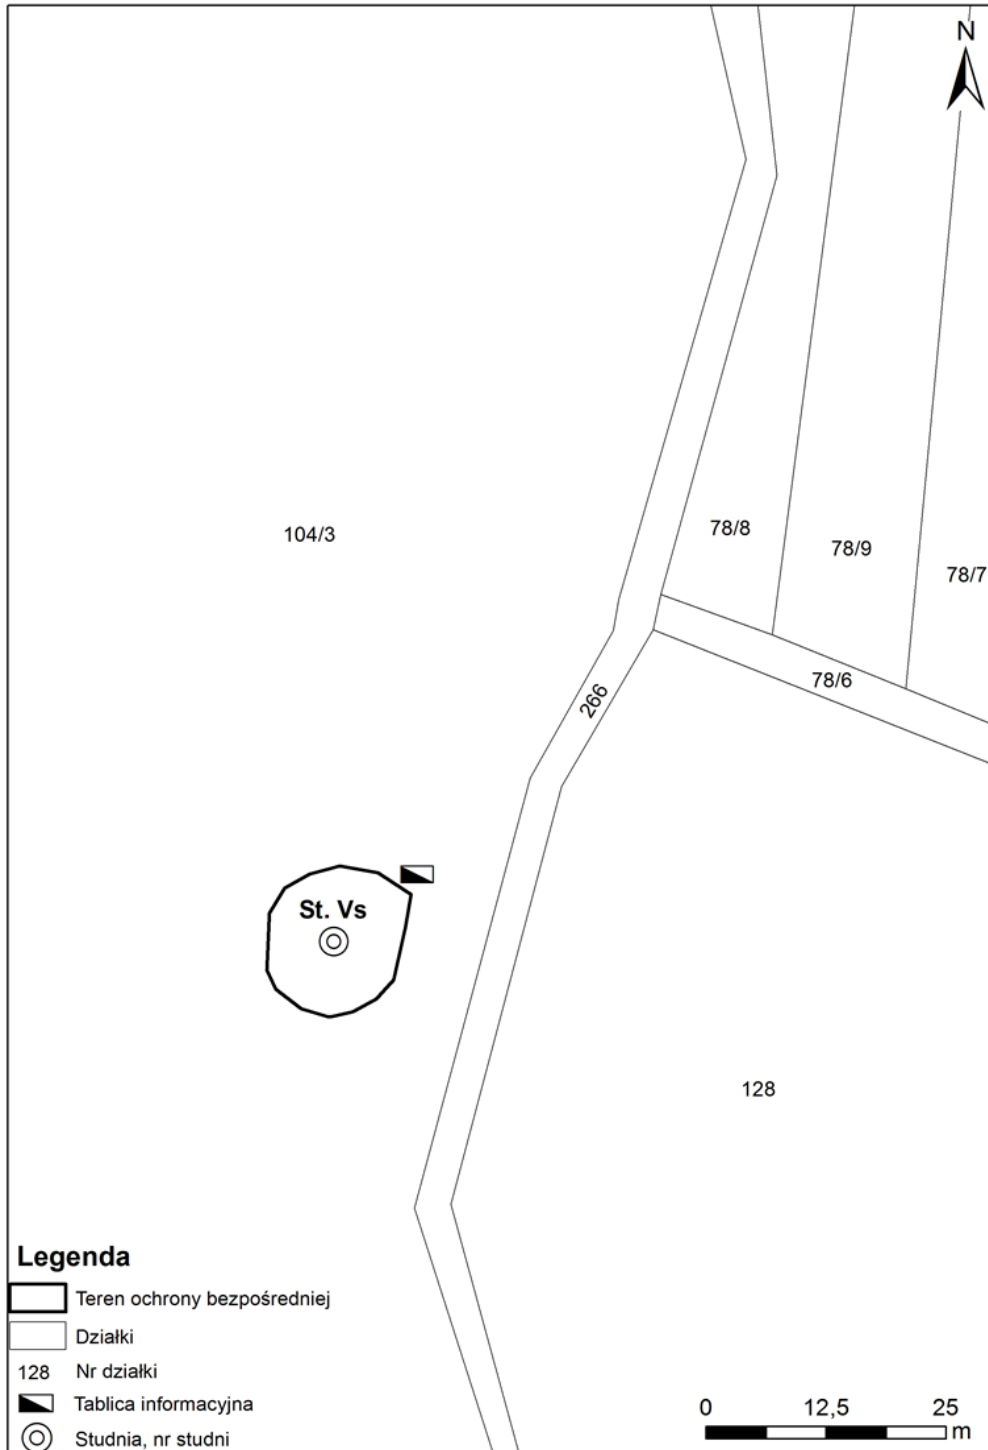 N
104/3
78/8
78/9
78/7
78/6
266
St. Vs
128
Legenda
Teren ochrony bezpośredniej
Działki
128 Nr działki
Tablica informacyjna
Studnia, nr studni
0 12,5 25
m